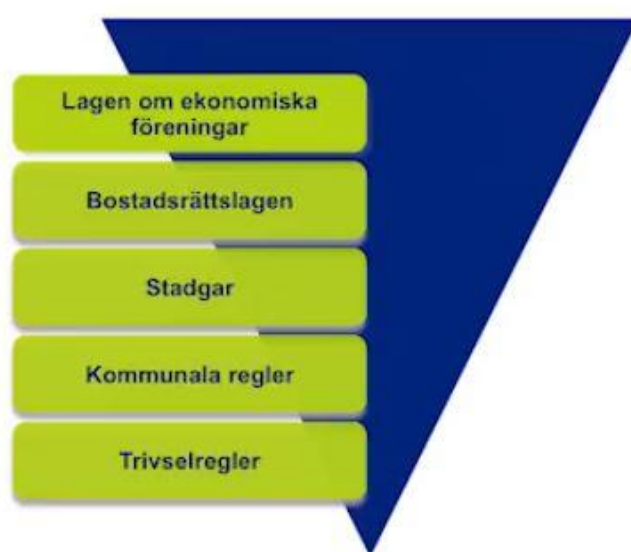 Lagen om ekonomiska
föreningar
Bostadsrättslagen
Stadgar
Kommunala regler
Trivselregler